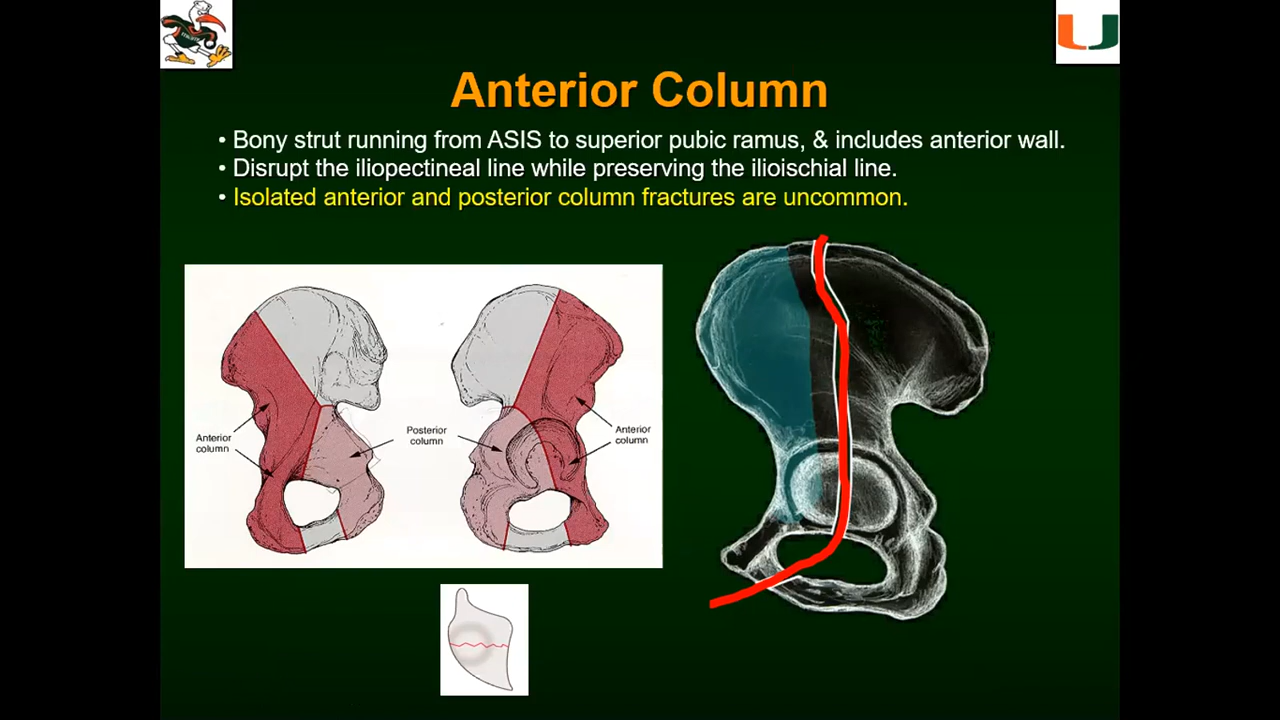 Anterior Column
• Bony strut running from ASIS to superior pubic ramus, & includes anterior wall.
• Disrupt the iliopectineal line while preserving the ilioischial line.
• Isolated anterior and posterior column fractures are uncommon.
Anterior
column
Posterior
column
Anterior
column